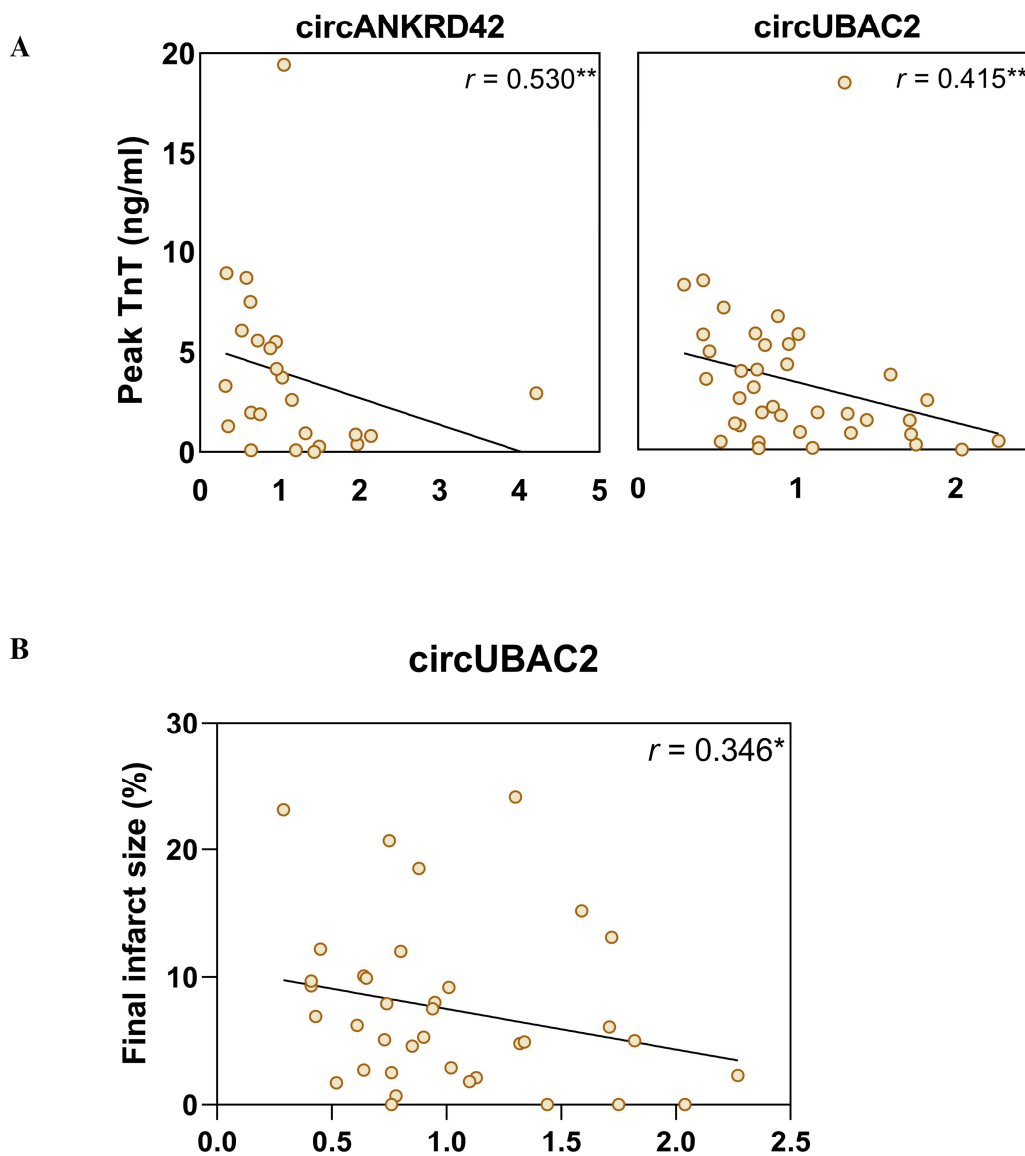 A
circANKRD42
circUBAC2
r = 0.530**
r = 0.415**
Peak TnT (ng/ml)
20
15
10
5
0
0 1 2 3 4 5
0 1 2
B
circUBAC2
r = 0.346*
Final infarct size (%)
30
20
10
0
0.0 0.5 1.0 1.5 2.0 2.5